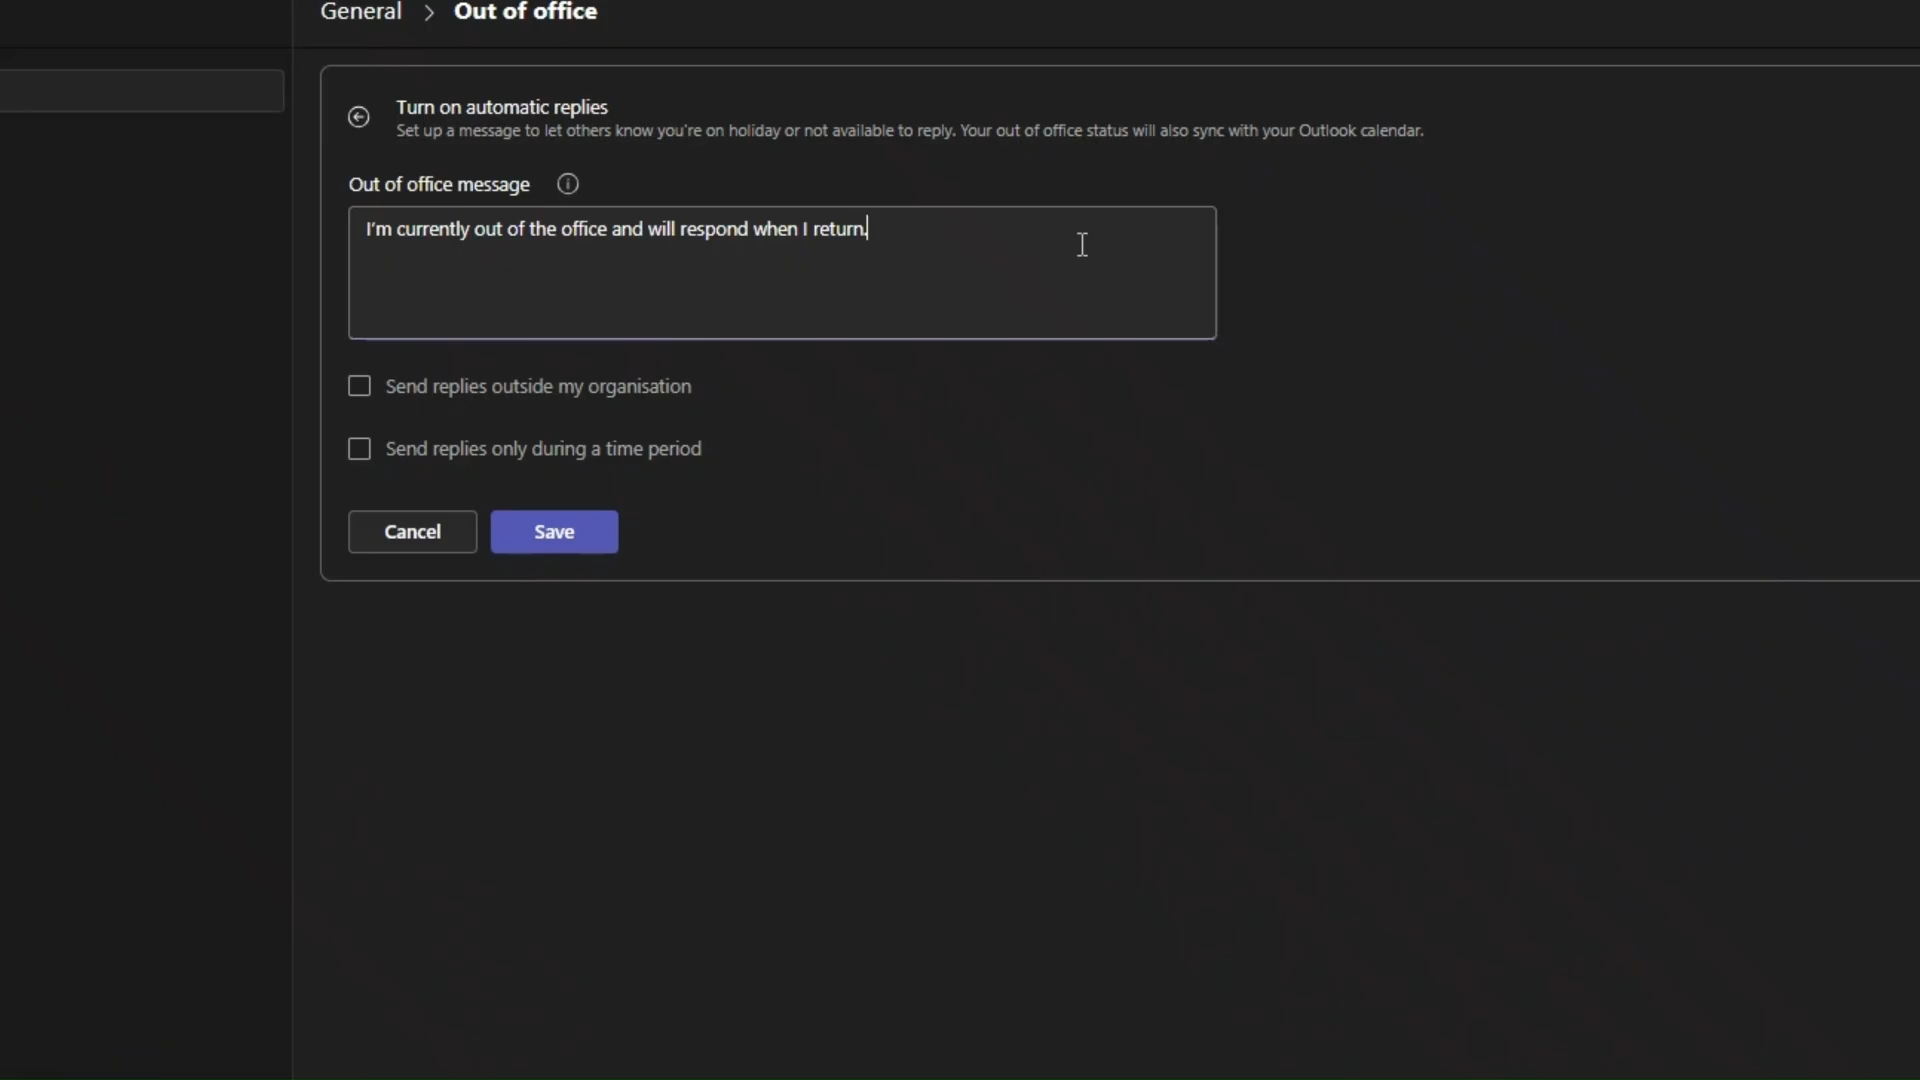 General > Out of office
Turn on automatic replies
Set up a message to let others know you're on holiday or not available to reply. Your out of office status will also sync with your Outlook calendar.
Out of office message
I'm currently out of the office and will respond when I return.
Send replies outside my organisation
Send replies only during a time period
Cancel Save